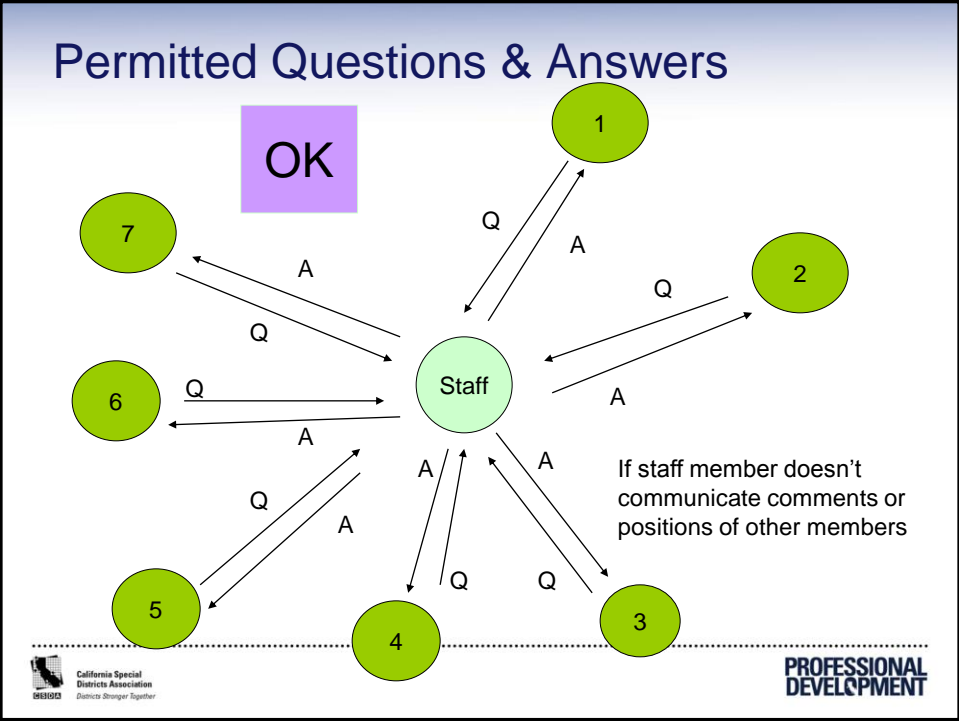 Permitted Questions & Answers
OK
1
7
Q
A
A
2
Q
Q
Staff
6
Q
A
A
A
A
If staff member doesn’t
communicate comments or
positions of other members
Q
A
Q
Q
5
4
3
California Special
Districts Association
CSDA
Districts Stronger Together
PROFESSIONAL
DEVELOPMENT